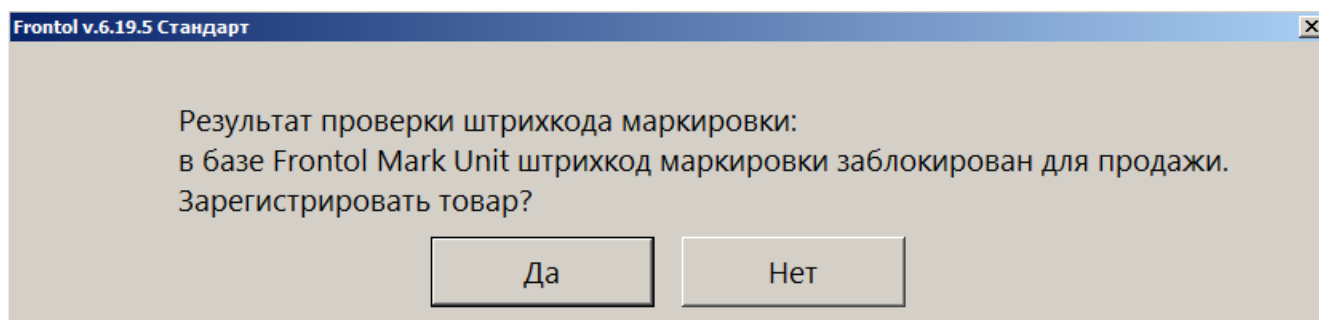 Frontol v.6.19.5 Стандарт
Результат проверки штрихкода маркировки:
в базе Frontol Mark Unit штрихкод маркировки заблокирован для продажи.
Зарегистрировать товар?
Да
Нет